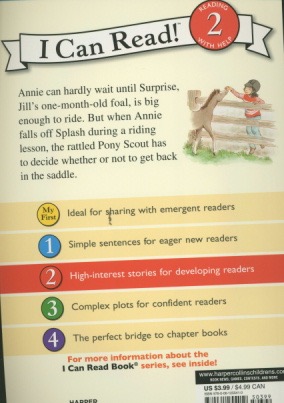 I Can Read!™
READING
2
WITH HELP
Annie can hardly wait until Surprise,
Jill's one-month-old foal, is big
enough to ride. But when Annie
falls off Splash during a riding
lesson, the rattled Pony Scout has
to decide whether or not to get back
in the saddle.
My First Ideal for sharing with emergent readers
1 Simple sentences for eager new readers
2 High-interest stories for developing readers
3 Complex plots for confident readers
4 The perfect bridge to chapter books
For more information about the
I Can Read Book® series, see inside!
www.harpercollinschildrens.
US $3.99 / $4.99 CAN
HARPER